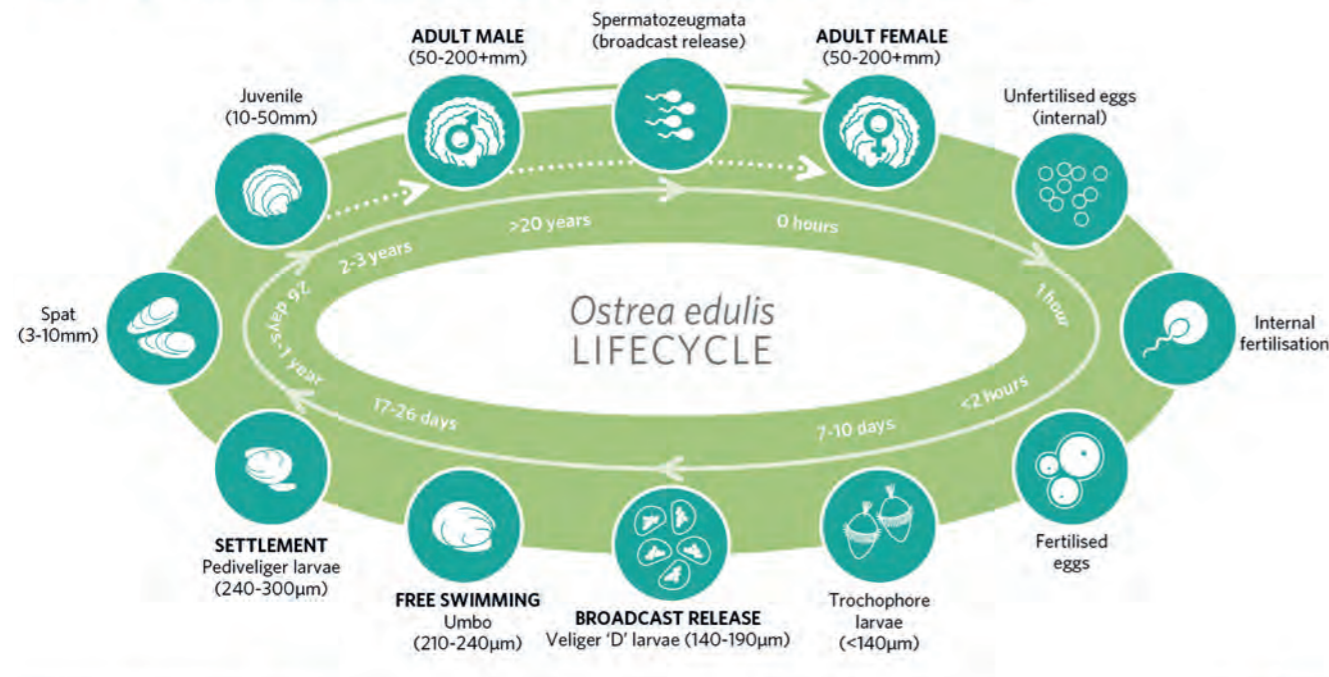 Spermatozeugmata
(broadcast release)
ADULT MALE
(50-200+mm)
ADULT FEMALE
(50-200+mm)
Juvenile
(10-50mm)
Unfertilised eggs
(internal)
>20 years
0 hours
2-3 years
1 hour
26 days-1 year
Spat
(3-10mm)
Ostrea edulis
LIFECYCLE
Internal
fertilisation
17-26 days
7-10 days
<2 hours
SETTLEMENT
Pediveliger larvae
(240-300µm)
FREE SWIMMING
Umbo
(210-240µm)
BROADCAST RELEASE
Veliger ‘D’ larvae (140-190µm)
Trochophore
larvae
(<140µm)
Fertilised
eggs